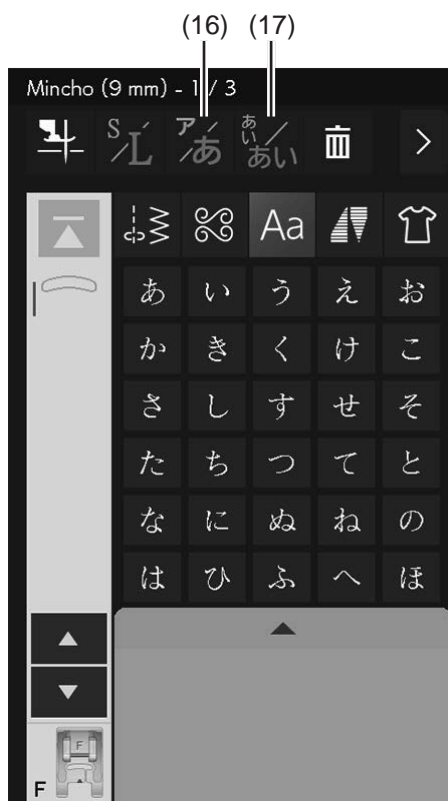 (16) (17)
Mincho (9 mm) - 1 / 3
S/L ア/あ あい/あい >
Aa
あ い う え お
か き く け こ
さ し す せ そ
た ち つ て と
な に ぬ ね の
は ひ ふ へ ほ
F
F